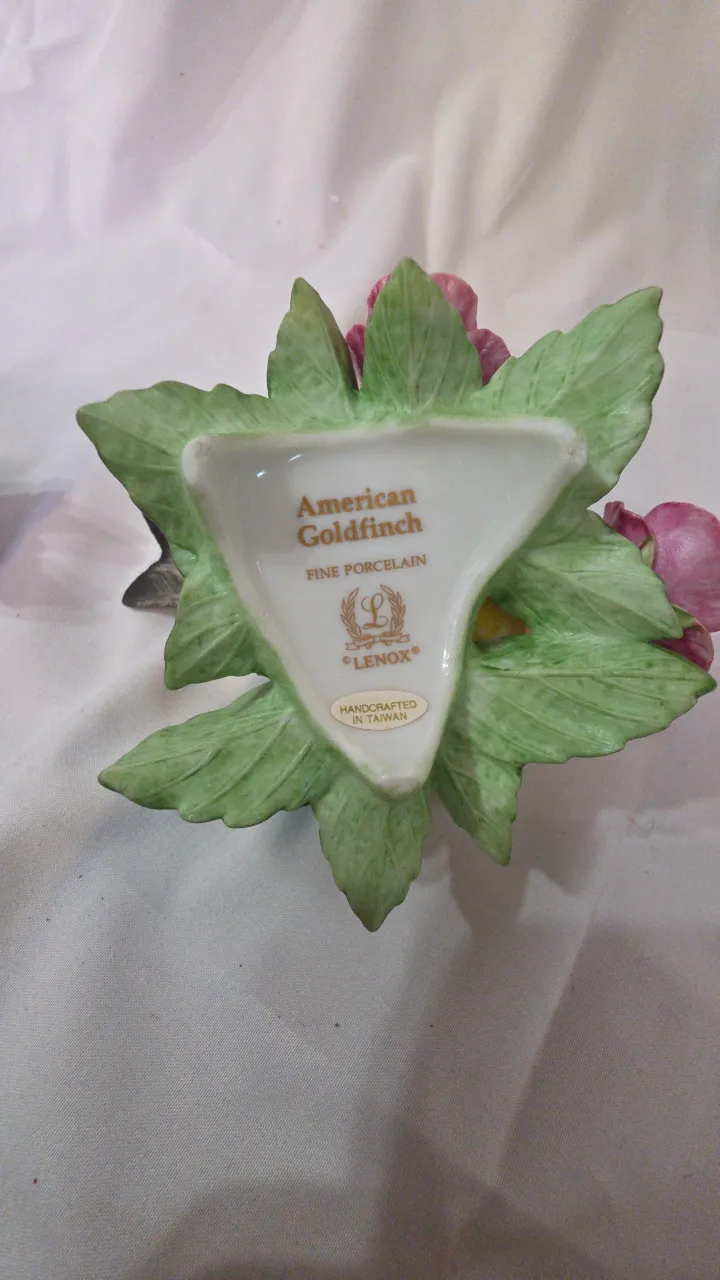 American
Goldfinch
FINE PORCELAIN
L
©LENOX®
HANDCRAFTED
IN TAIWAN